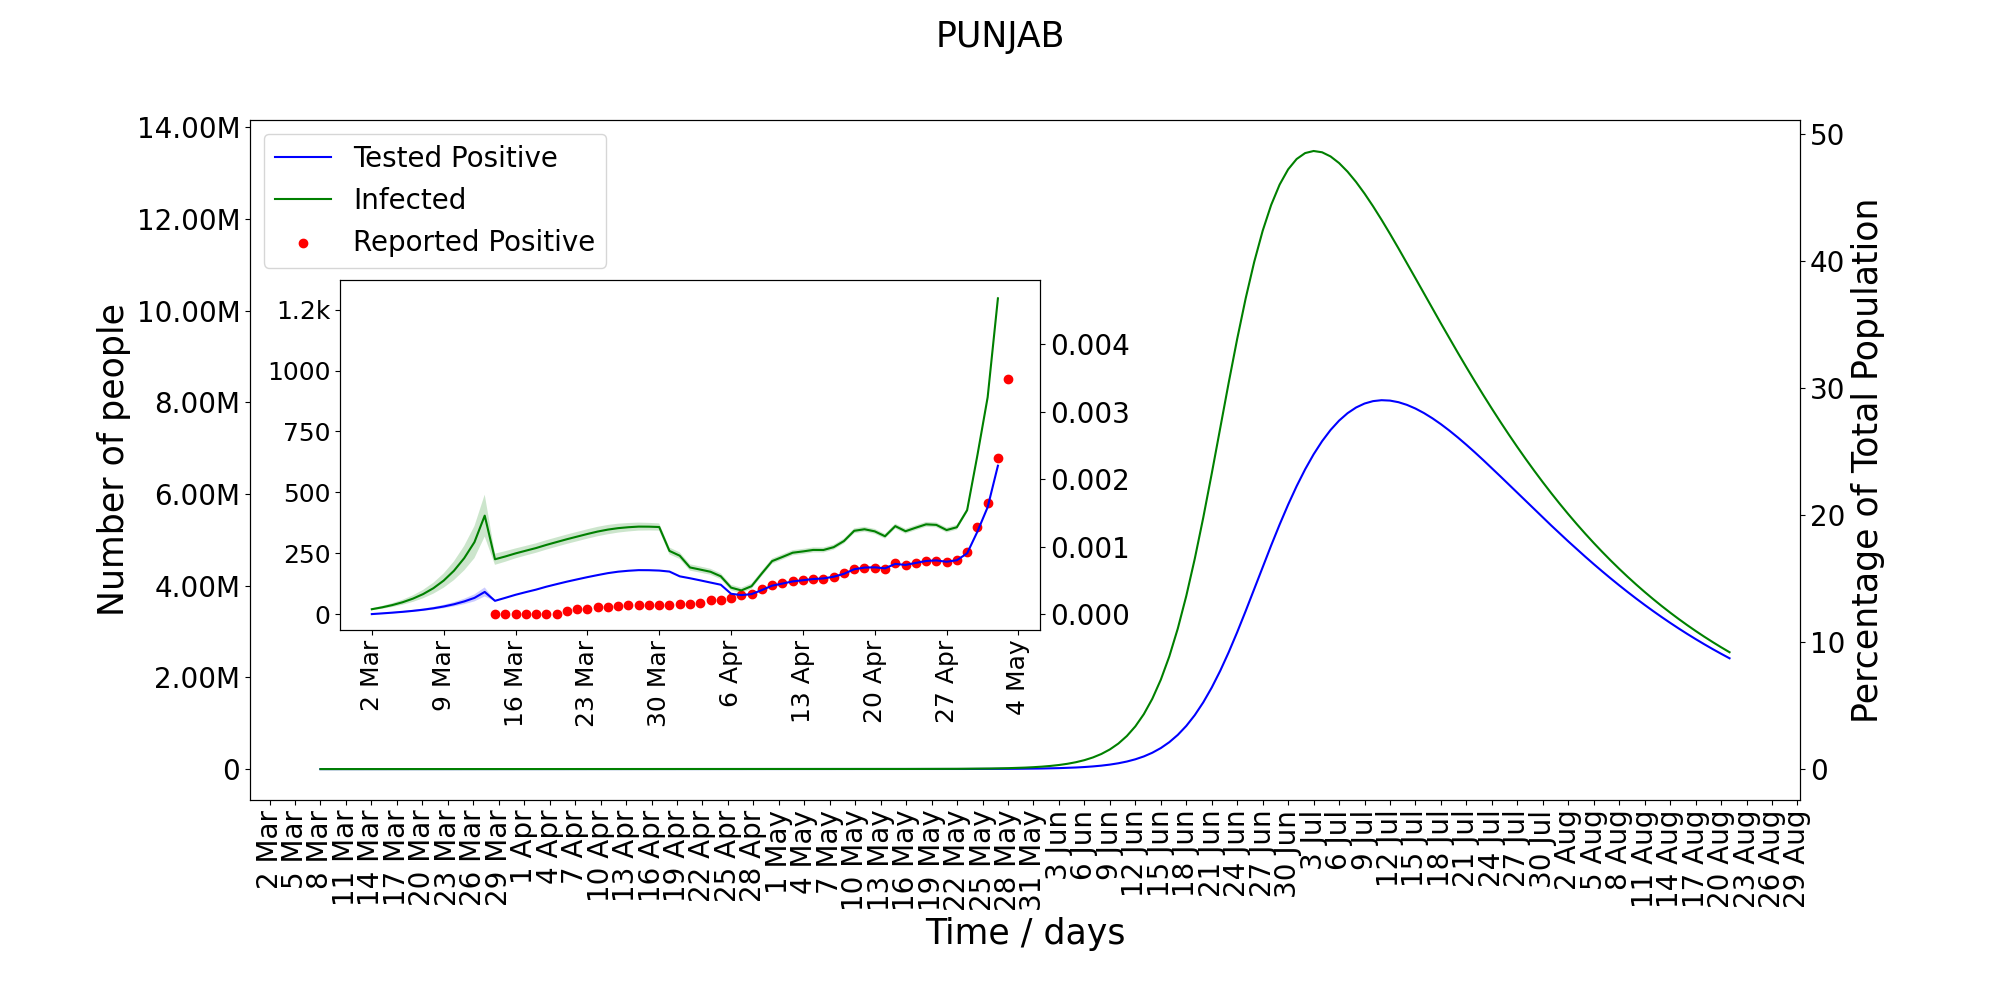 PUNJAB
14.00M
12.00M
10.00M
8.00M
6.00M
4.00M
2.00M
0
Number of people
Tested Positive
Infected
Reported Positive
1.2k
1000
750
500
250
0
0.004
0.003
0.002
0.001
0.000
2 Mar
9 Mar
16 Mar
23 Mar
30 Mar
6 Apr
13 Apr
20 Apr
27 Apr
4 May
50
40
30
20
10
0
Percentage of Total Population
2 Mar
5 Mar
8 Mar
11 Mar
14 Mar
17 Mar
20 Mar
23 Mar
26 Mar
29 Mar
1 Apr
4 Apr
7 Apr
10 Apr
13 Apr
16 Apr
19 Apr
22 Apr
25 Apr
28 Apr
1 May
4 May
7 May
10 May
13 May
16 May
19 May
22 May
25 May
28 May
31 May
3 Jun
6 Jun
9 Jun
12 Jun
15 Jun
18 Jun
21 Jun
24 Jun
27 Jun
30 Jun
3 Jul
6 Jul
9 Jul
12 Jul
15 Jul
18 Jul
21 Jul
24 Jul
27 Jul
30 Jul
2 Aug
5 Aug
8 Aug
11 Aug
14 Aug
17 Aug
20 Aug
23 Aug
26 Aug
29 Aug
Time / days